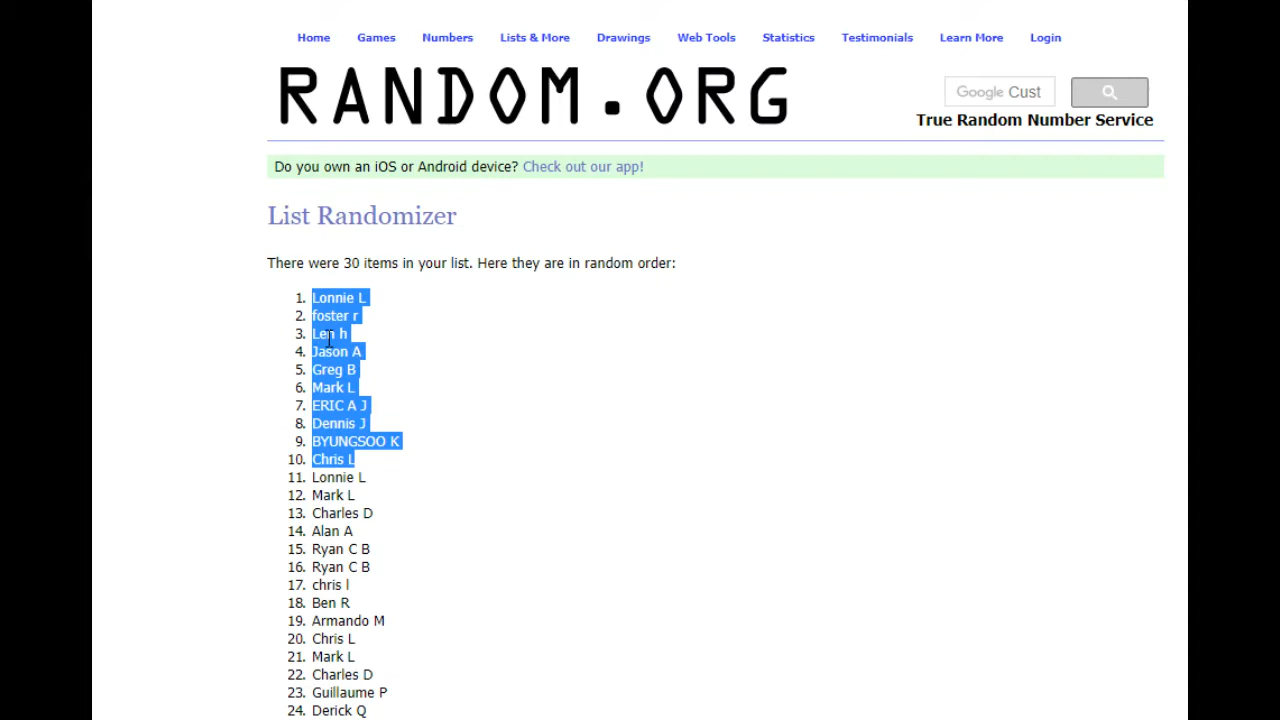 Home Games Numbers Lists & More Drawings Web Tools Statistics Testimonials Learn More Login
RANDOM.ORG
Google Cust
True Random Number Service
Do you own an iOS or Android device? Check out our app!
List Randomizer
There were 30 items in your list. Here they are in random order:
1. Lonnie L
2. foster r
3. Len h
4. Jason A
5. Greg B
6. Mark L
7. ERIC A J
8. Dennis J
9. BYUNGSOO K
10. Chris L
11. Lonnie L
12. Mark L
13. Charles D
14. Alan A
15. Ryan C B
16. Ryan C B
17. chris l
18. Ben R
19. Armando M
20. Chris L
21. Mark L
22. Charles D
23. Guillaume P
24. Derick Q